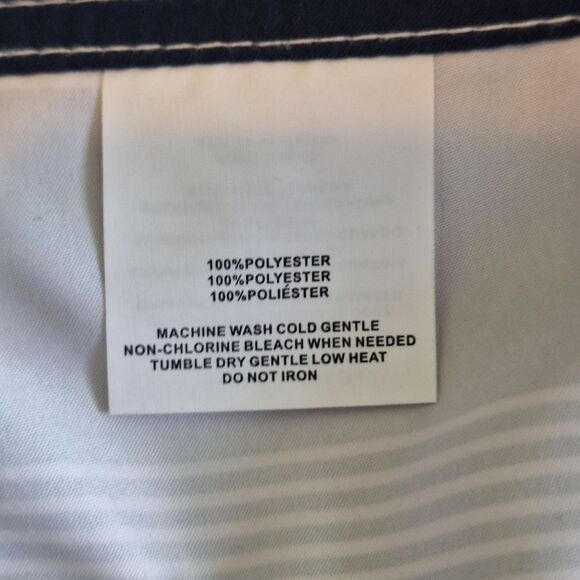 100%POLYESTER
100%POLYESTER
100%POLIÉSTER
MACHINE WASH COLD GENTLE
NON-CHLORINE BLEACH WHEN NEEDED
TUMBLE DRY GENTLE LOW HEAT
DO NOT IRON